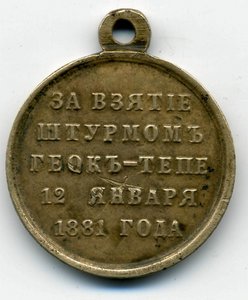 ЗА ВЗЯТІЕ
ШТУРМОМЪ
ГЕОКЪ-ТЕПЕ
12 ЯНВАРЯ
1881 ГОДА